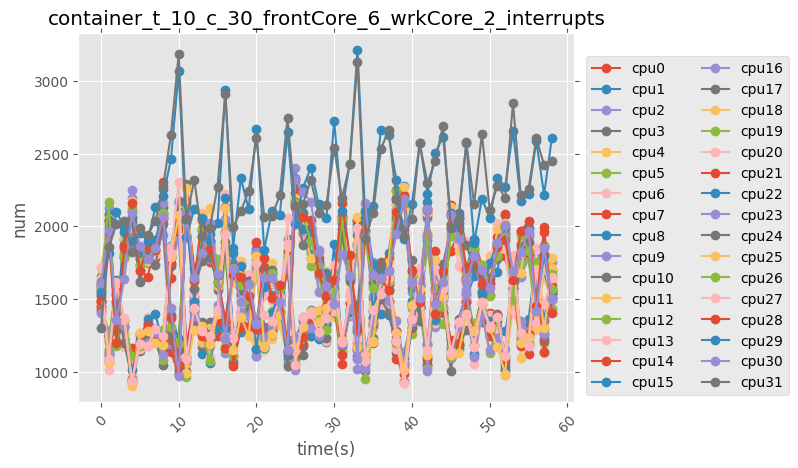 container_t_10_c_30_frontCore_6_wrkCore_2_interrupts
num
3000
2500
2000
1500
1000
0
10
20
30
40
50
60
time(s)
cpu0
cpu1
cpu2
cpu3
cpu4
cpu5
cpu6
cpu7
cpu8
cpu9
cpu10
cpu11
cpu12
cpu13
cpu14
cpu15
cpu16
cpu17
cpu18
cpu19
cpu20
cpu21
cpu22
cpu23
cpu24
cpu25
cpu26
cpu27
cpu28
cpu29
cpu30
cpu31